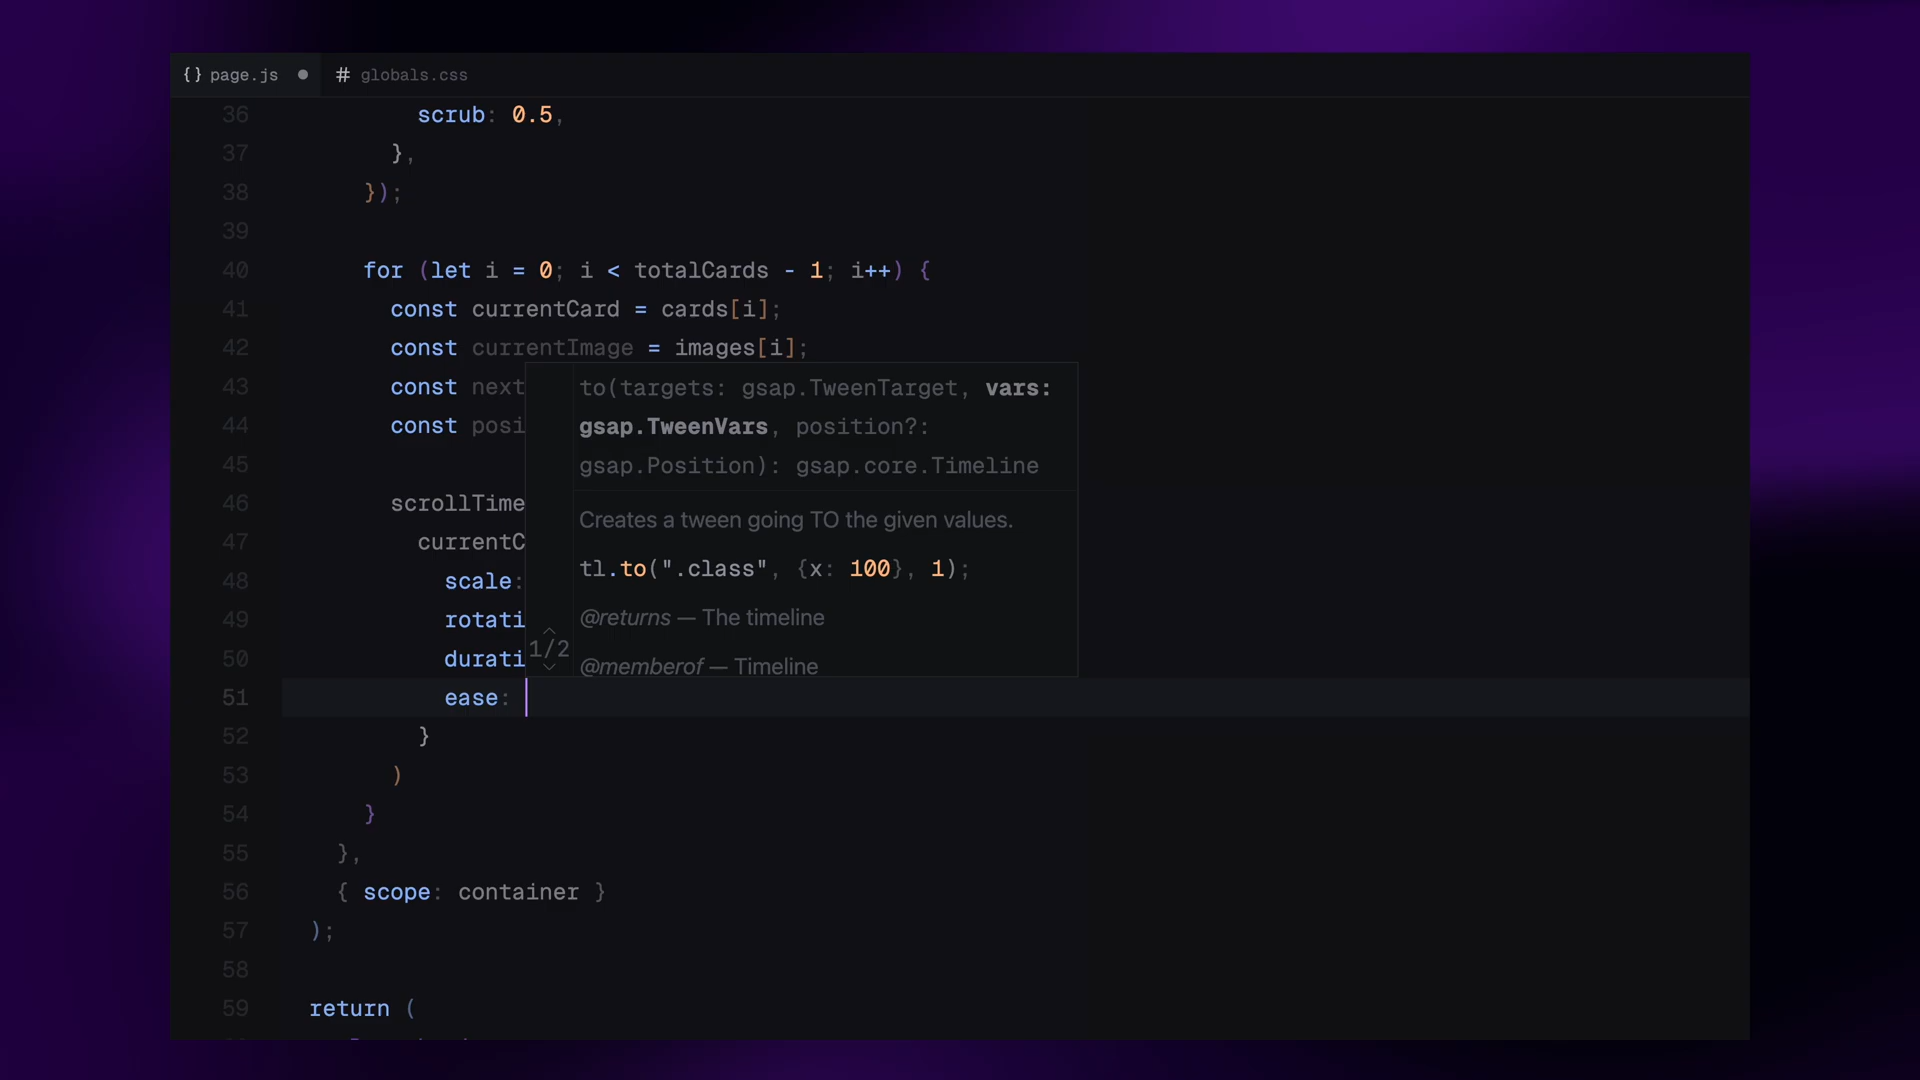 {} page.js ● # globals.css
36 scrub: 0.5,
37 },
38 });
39
40 for (let i = 0; i < totalCards - 1; i++) {
41 const currentCard = cards[i];
42 const currentImage = images[i];
43 const next
44 const posi
45
46 scrollTime
47 currentC
48 scale:
49 rotati
50 durati
51 ease:
52 }
53 )
54 }
55 },
56 { scope: container }
57 );
58
59 return (
to(targets: gsap.TweenTarget, vars:
gsap.TweenVars, position?:
gsap.Position): gsap.core.Timeline
Creates a tween going TO the given values.
tl.to(".class", {x: 100}, 1);
@returns — The timeline
1/2
@memberof — Timeline